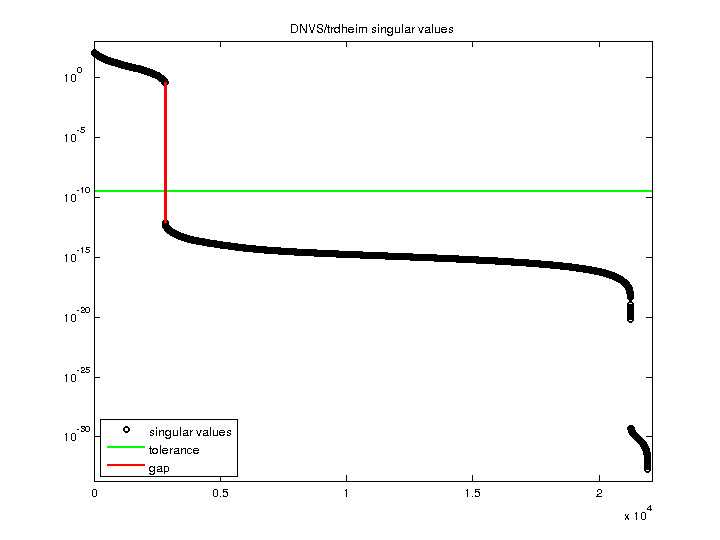 DNVS/trdheim singular values
10^0
10^-5
10^-10
10^-15
10^-20
10^-25
10^-30
singular values
tolerance
gap
0 0.5 1 1.5 2
x 10^4